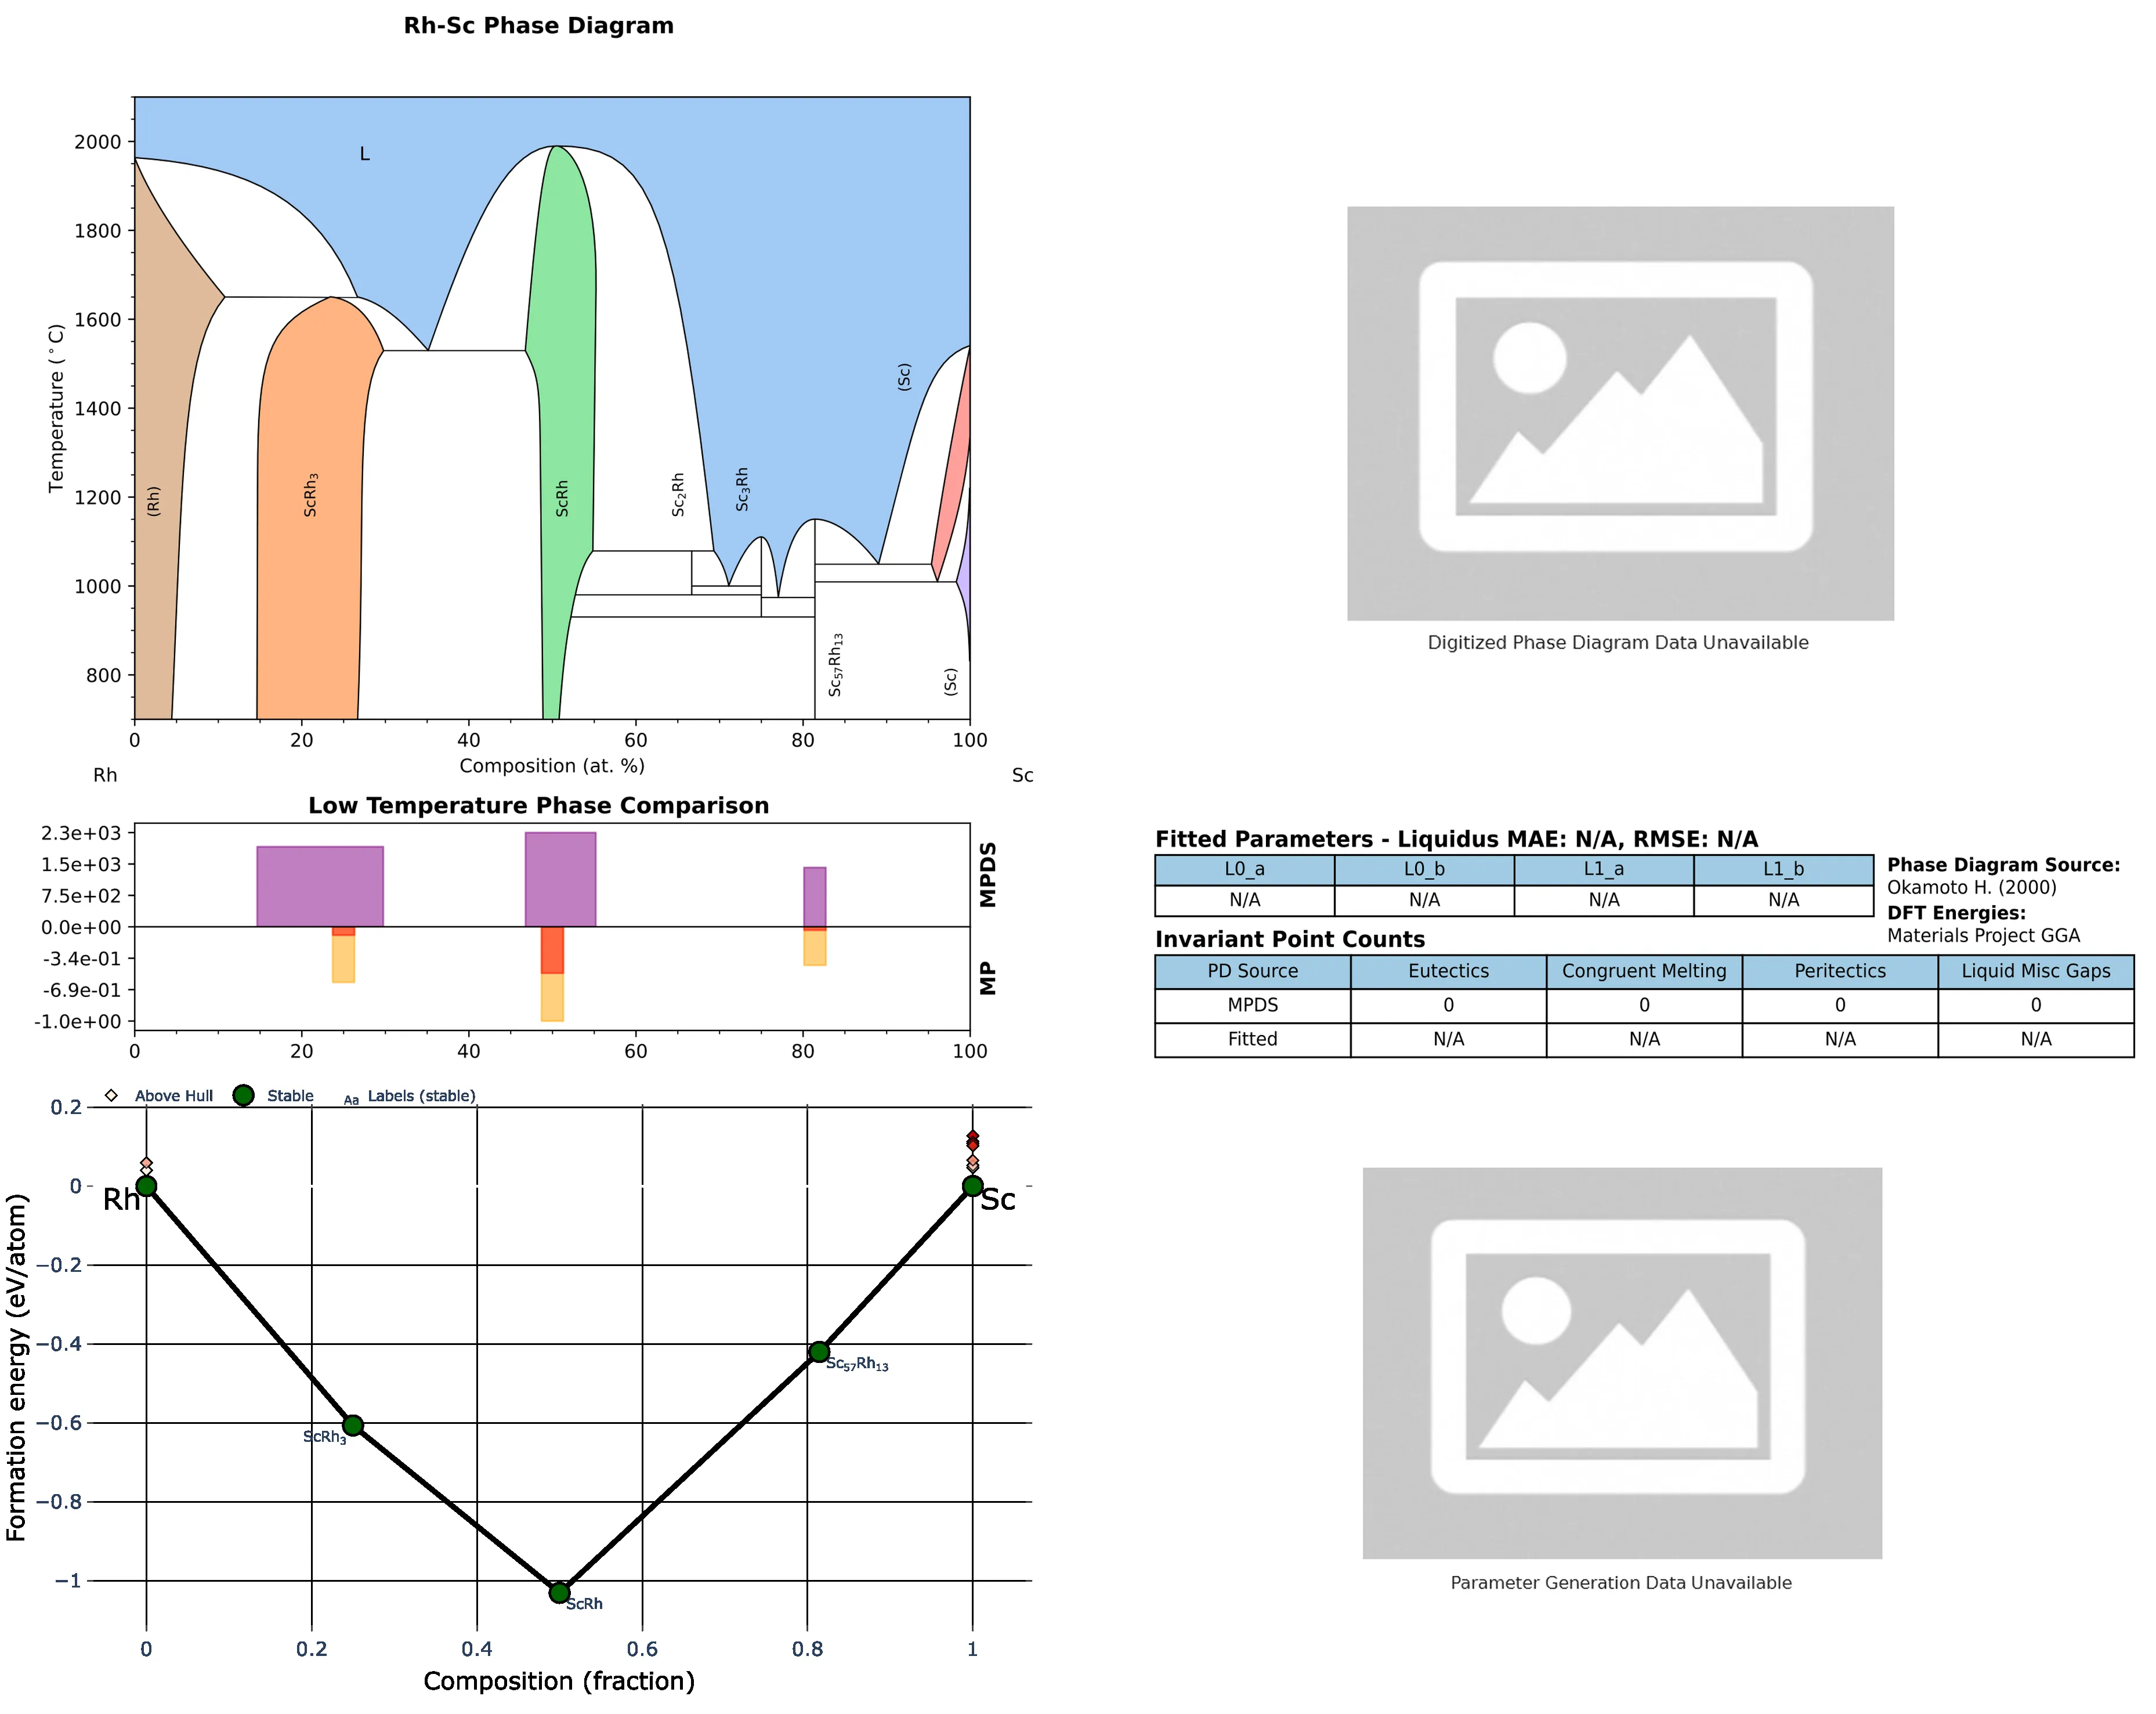 Rh-Sc Phase Diagram
2000
1800
1600
1400
1200
1000
800
Temperature (°C)
L
(Rh)
ScRh₃
ScRh
Sc₂Rh
Sc₃Rh
(Sc)
Sc₅₇Rh₁₃
(Sc)
0 20 40 60 80 100
Composition (at. %)
Rh Sc
Digitized Phase Diagram Data Unavailable
Low Temperature Phase Comparison
2.3e+03
1.5e+03
7.5e+02
0.0e+00
-3.4e-01
-6.9e-01
-1.0e+00
MPDS
MP
0 20 40 60 80 100
Fitted Parameters - Liquidus MAE: N/A, RMSE: N/A
L0_a L0_b L1_a L1_b
N/A N/A N/A N/A
Phase Diagram Source:
Okamoto H. (2000)
DFT Energies:
Materials Project GGA
Invariant Point Counts
PD Source Eutectics Congruent Melting Peritectics Liquid Misc Gaps
MPDS 0 0 0 0
Fitted N/A N/A N/A N/A
Above Hull Stable Aa Labels (stable)
0.2
0
−0.2
−0.4
−0.6
−0.8
−1
Formation energy (eV/atom)
Rh
Sc
Sc₅₇Rh₁₃
ScRh₃
ScRh
0 0.2 0.4 0.6 0.8 1
Composition (fraction)
Parameter Generation Data Unavailable